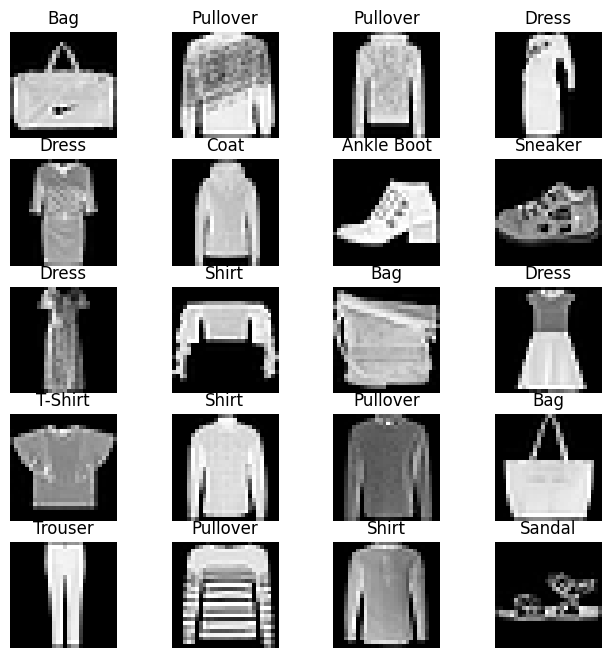 Bag Pullover Pullover Dress
Dress Coat Ankle Boot Sneaker
Dress Shirt Bag Dress
T-Shirt Shirt Pullover Bag
Trouser Pullover Shirt Sandal